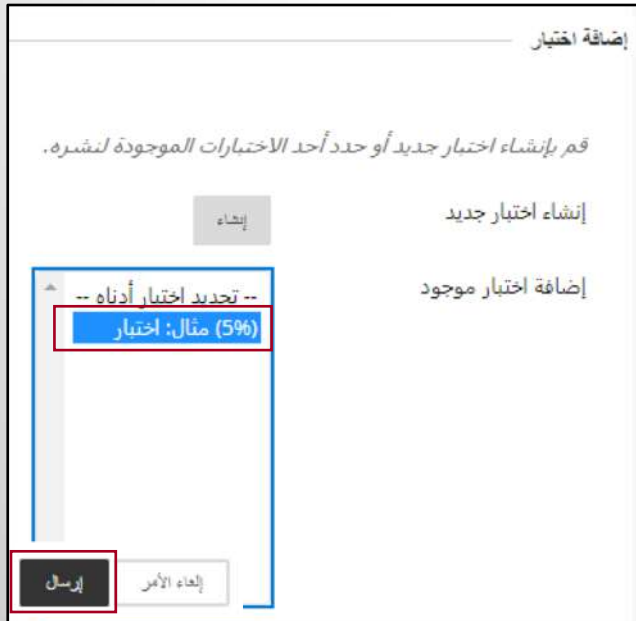 إضافة اختبار
قم بإنشاء اختبار جديد أو حدد أحد الاختبارات الموجودة لنشره.
إنشاء اختبار جديد
إنشاء
إضافة اختبار موجود
-- تحديد اختبار أدناه --
(5%) مثال: اختبار
إلغاء الأمر
إرسال